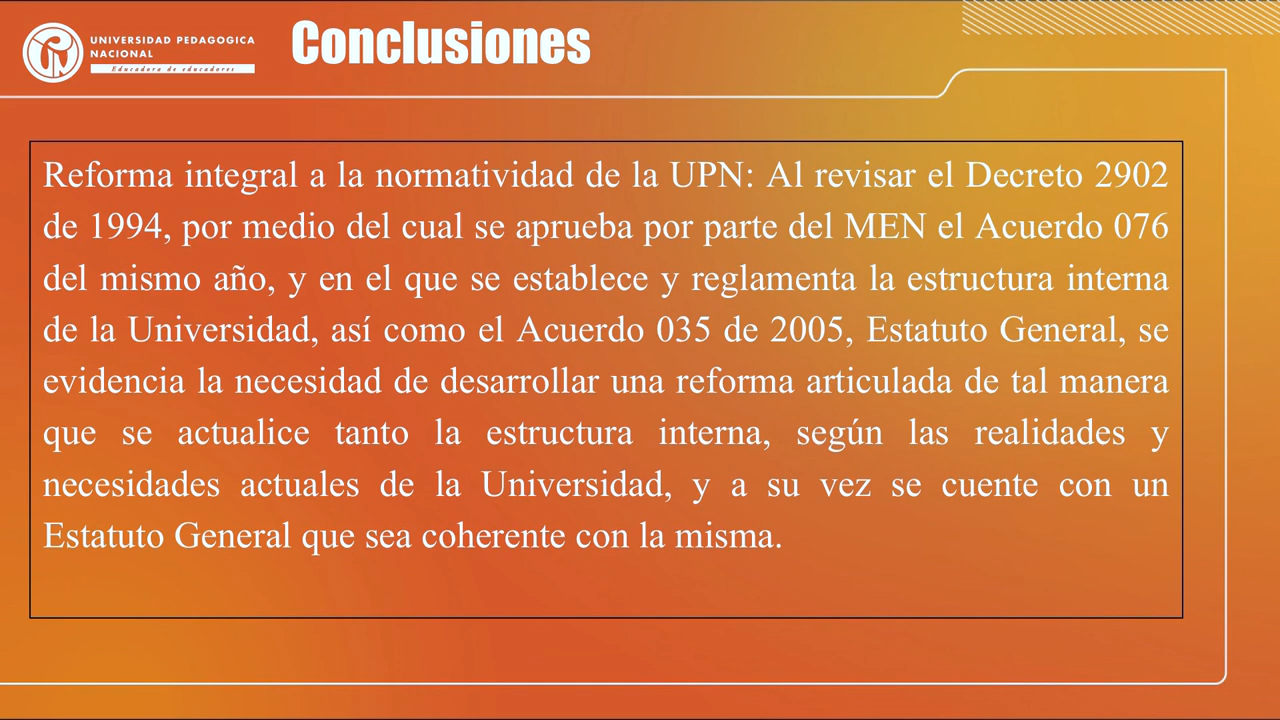 UNIVERSIDAD PEDAGOGICA
NACIONAL
Educadora de educadores
Conclusiones
Reforma integral a la normatividad de la UPN: Al revisar el Decreto 2902
de 1994, por medio del cual se aprueba por parte del MEN el Acuerdo 076
del mismo año, y en el que se establece y reglamenta la estructura interna
de la Universidad, así como el Acuerdo 035 de 2005, Estatuto General, se
evidencia la necesidad de desarrollar una reforma articulada de tal manera
que se actualice tanto la estructura interna, según las realidades y
necesidades actuales de la Universidad, y a su vez se cuente con un
Estatuto General que sea coherente con la misma.